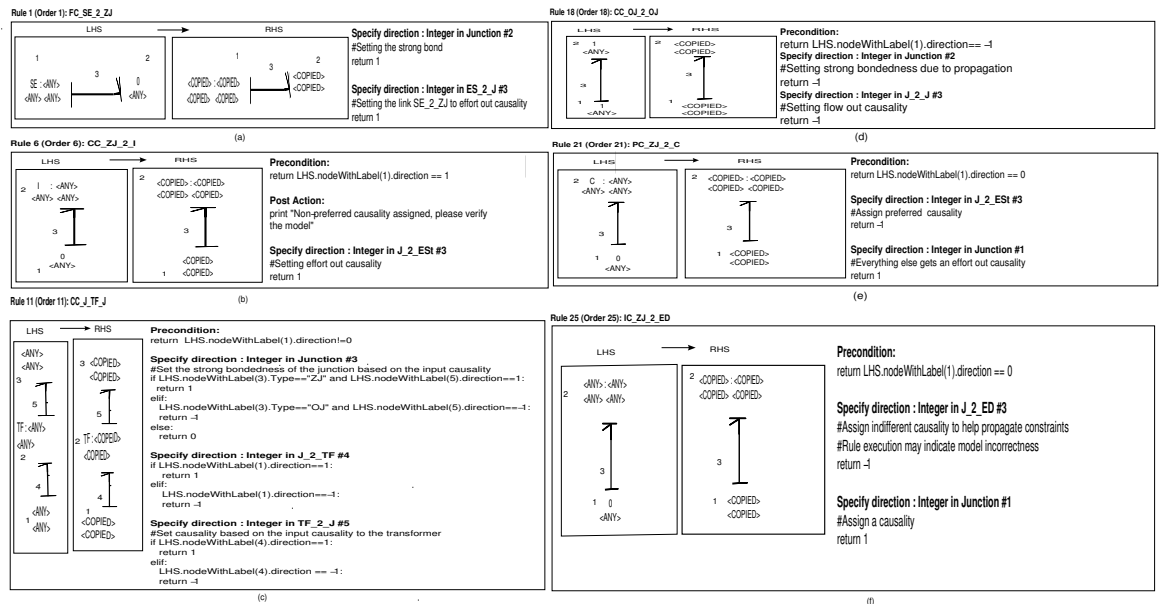 Rule 1 (Order 1): FC_SE_2_ZJ
LHS
RHS
1
2
3
SE : <ANY>
<ANY> <ANY>
0
<ANY>
1
2
3
<COPIED> : <COPIED>
<COPIED> <COPIED>
<COPIED>
<COPIED>
Specify direction : Integer in Junction #2
#Setting the strong bond
return 1
Specify direction : Integer in ES_2_J #3
#Setting the link SE_2_ZJ to effort out causality
return 1
(a)
Rule 6 (Order 6): CC_ZJ_2_I
LHS
RHS
2
I : <ANY>
<ANY> <ANY>
3
0
1
<ANY>
2
<COPIED> : <COPIED>
<COPIED> <COPIED>
3
<COPIED>
1
<COPIED>
Precondition:
return LHS.nodeWithLabel(1).direction == 1
Post Action:
print "Non-preferred causality assigned, please verify
the model"
Specify direction : Integer in J_2_ESt #3
#Setting effort out causality
return 1
(b)
Rule 11 (Order 11): CC_J_TF_J
LHS
RHS
<ANY>
<ANY>
3
5
TF : <ANY>
<ANY>
2
4
<ANY>
1
<ANY>
3 <COPIED>
<COPIED>
5
2 TF : <COPEID>
<COPIED>
4
1
<COPIED>
<COPIED>
Precondition:
return LHS.nodeWithLabel(1).direction!=0
Specify direction : Integer in Junction #3
#Set the strong bondedness of the junction based on the input causality
if LHS.nodeWithLabel(3).Type=="ZJ" and LHS.nodeWithLabel(5).direction==1:
return 1
elif:
LHS.nodeWithLabel(3).Type=="OJ" and LHS.nodeWithLabel(5).direction==-1:
return -1
else:
return 0
Specify direction : Integer in J_2_TF #4
if LHS.nodeWithLabel(1).direction==1:
return 1
elif:
LHS.nodeWithLabel(1).direction==-1:
return -1
Specify direction : Integer in TF_2_J #5
#Set causality based on the input causality to the transformer
if LHS.nodeWithLabel(4).direction==1:
return 1
elif:
LHS.nodeWithLabel(4).direction == -1:
return -1
(c)
Rule 18 (Order 18): CC_OJ_2_OJ
LHS
RHS
2 1
<ANY>
3
1 1
<ANY>
2 <COPIED>
<COPIED>
3
1 <COPIED>
<COPIED>
Precondition:
return LHS.nodeWithLabel(1).direction== -1
Specify direction : Integer in Junction #2
#Setting strong bondedness due to propagation
return -1
Specify direction : Integer in J_2_J #3
#Setting flow out causality
return -1
(d)
Rule 21 (Order 21): PC_ZJ_2_C
LHS
RHS
2 C : <ANY>
<ANY> <ANY>
3
1 0
<ANY>
2 <COPIED> : <COPIED>
<COPIED> <COPIED>
3
1 <COPIED>
<COPIED>
Precondition:
return LHS.nodeWithLabel(1).direction == 0
Specify direction : Integer in J_2_ESt #3
#Assign preferred causality
return -1
Specify direction : Integer in Junction #1
#Everything else gets an effort out causality
return 1
(e)
Rule 25 (Order 25): IC_ZJ_2_ED
LHS
RHS
<ANY> : <ANY>
2
<ANY> <ANY>
3
1 0
<ANY>
2 <COPIED> : <COPIED>
<COPIED> <COPIED>
3
1 <COPIED>
<COPIED>
Precondition:
return LHS.nodeWithLabel(1).direction == 0
Specify direction : Integer in J_2_ED #3
#Assign indifferent causality to help propagate constraints
#Rule execution may indicate model incorrectness
return -1
Specify direction : Integer in Junction #1
#Assign a causality
return 1
(f)